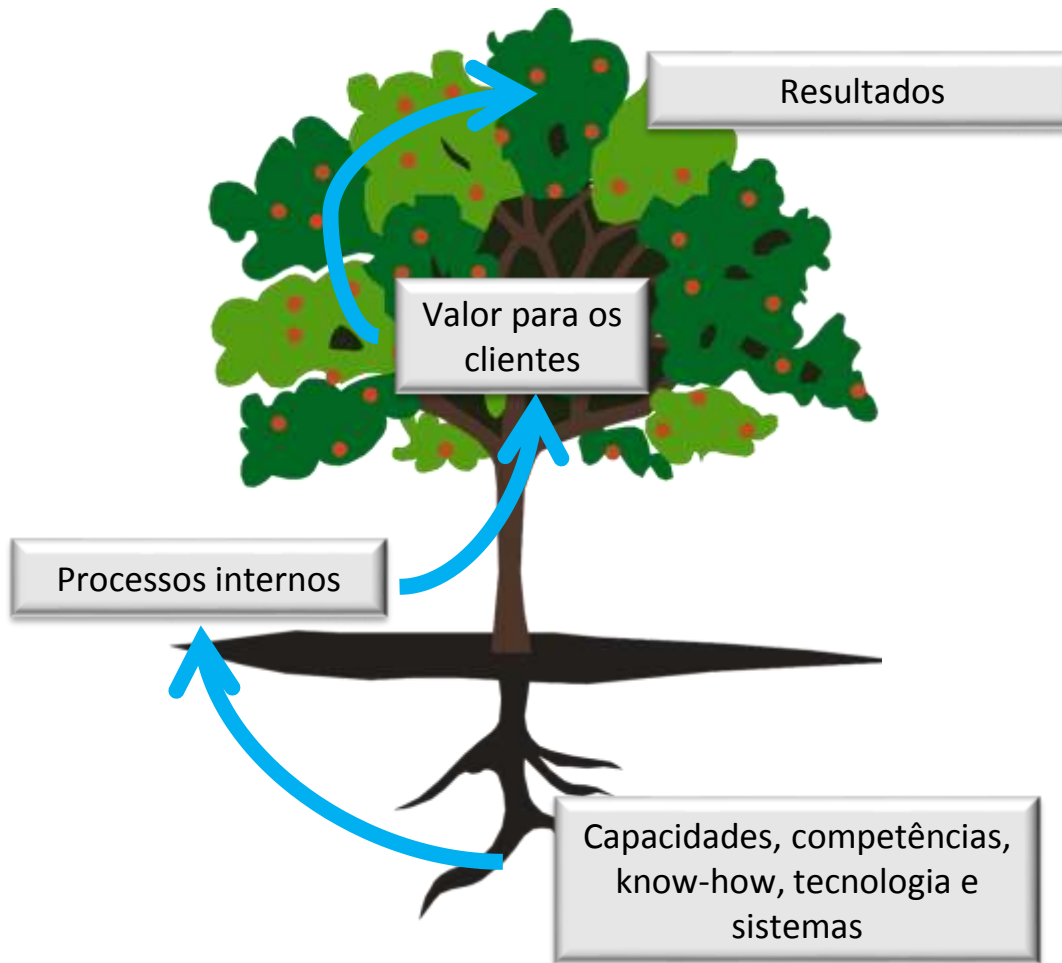 Resultados
Valor para os
clientes
Processos internos
Capacidades, competências,
know-how, tecnologia e
sistemas